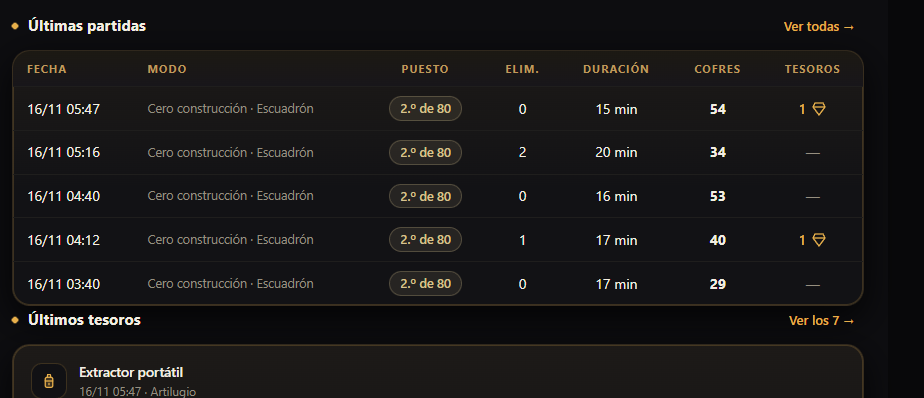 Últimas partidas
Ver todas →
FECHA MODO PUESTO ELIM. DURACIÓN COFRES TESOROS
16/11 05:47 Cero construcción · Escuadrón 2.º de 80 0 15 min 54 1
16/11 05:16 Cero construcción · Escuadrón 2.º de 80 2 20 min 34 —
16/11 04:40 Cero construcción · Escuadrón 2.º de 80 0 16 min 53 —
16/11 04:12 Cero construcción · Escuadrón 2.º de 80 1 17 min 40 1
16/11 03:40 Cero construcción · Escuadrón 2.º de 80 0 17 min 29 —
Últimos tesoros
Ver los 7 →
Extractor portátil
16/11 05:47 · Artilugio